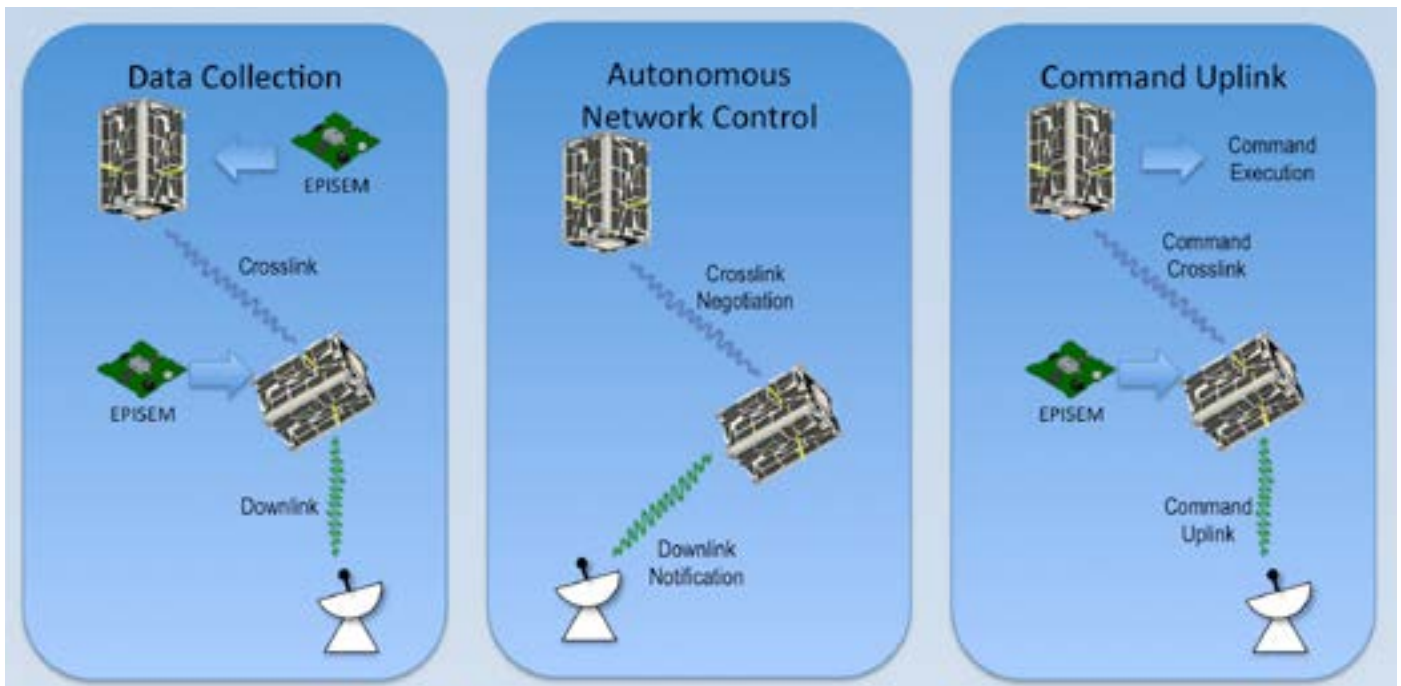 Data Collection
EPISEM
Crosslink
EPISEM
Downlink
Autonomous
Network Control
Crosslink
Negotiation
Downlink
Notification
Command Uplink
Command
Execution
Command
Crosslink
EPISEM
Command
Uplink